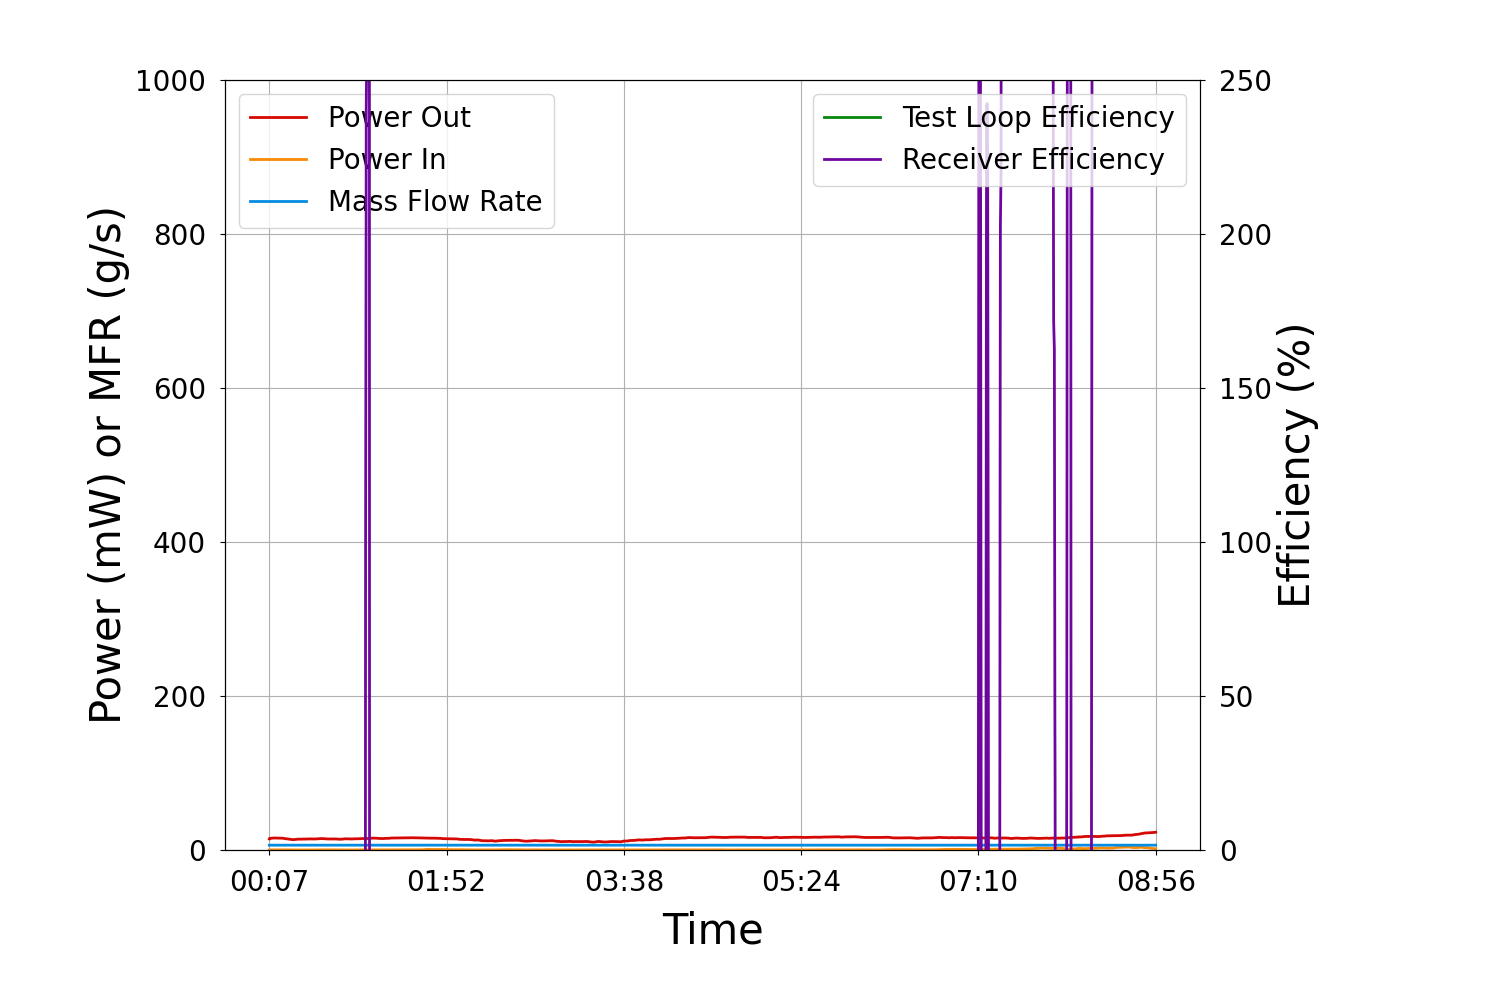 1000
800
600
400
200
0
Power (mW) or MFR (g/s)
Power Out
Power In
Mass Flow Rate
Test Loop Efficiency
Receiver Efficiency
250
200
150
100
50
0
Efficiency (%)
00:07 01:52 03:38 05:24 07:10 08:56
Time